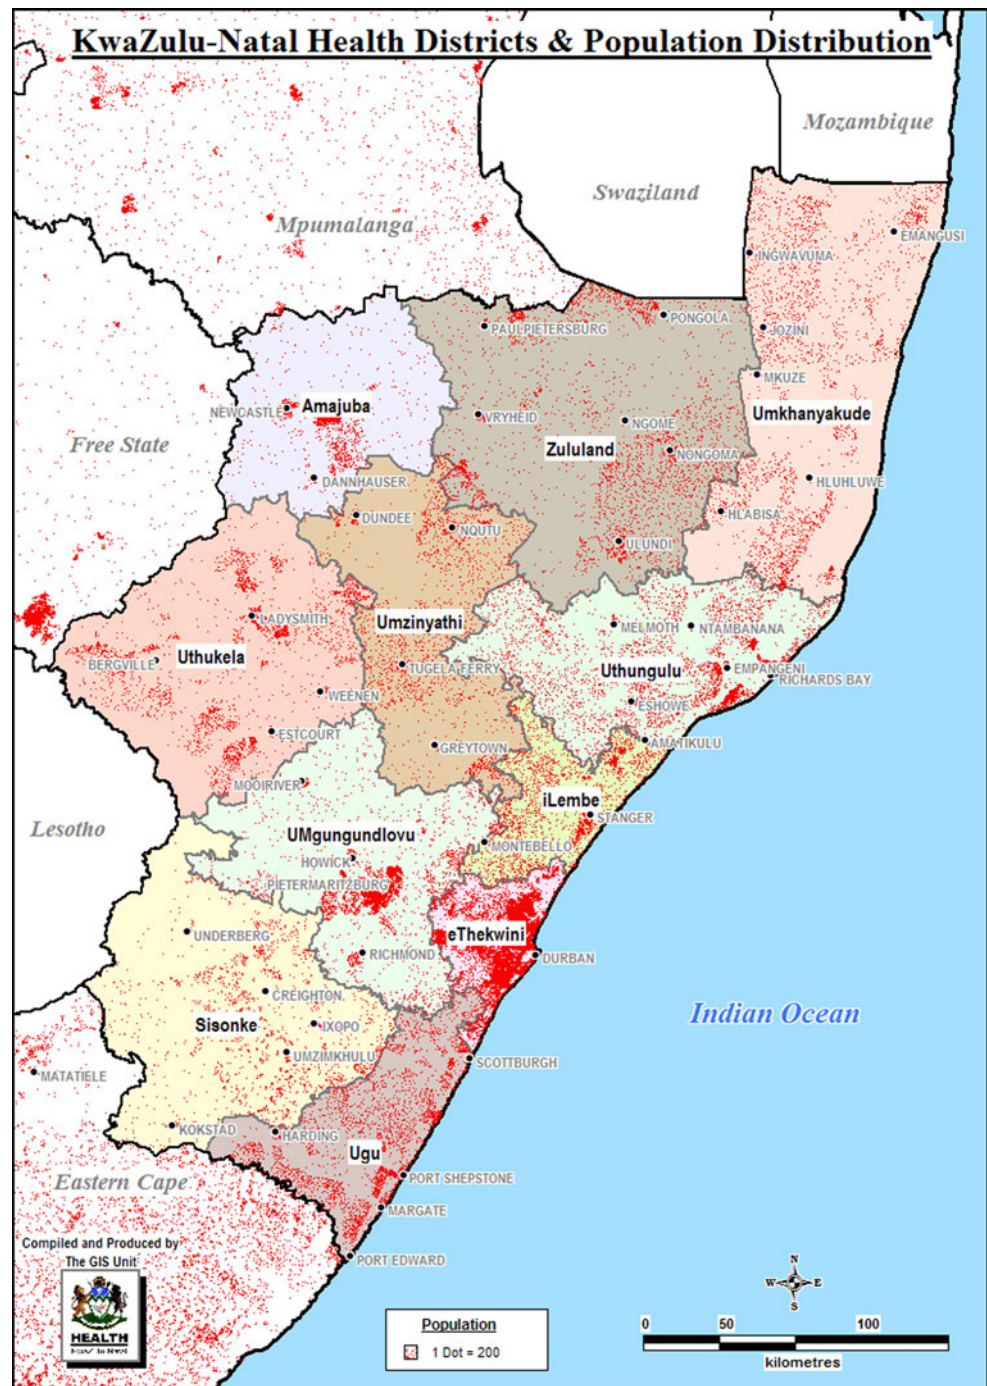 KwaZulu-Natal Health Districts & Population Distribution
Mozambique
Swaziland
Mpumalanga
EMANGUSI
INGWAVUMA
PONGOLA
PAULPIETERSBURG
JOZINI
MKUZE
NEWCASTLE
Amajuba
VRYHEID
NGOME
Umkhanyakude
Free State
Zululand
NONGOMA
DANNHAUSER
HLUHLUWE
DUNDEE
NQUTU
HLABISA
ULUNDI
LADYSMITH
Umzinyathi
MELMOTH
NTAMBANANA
BERGVILLE
Uthukela
TUGELA FERRY
Uthungulu
EMPANGENI
RICHARDS BAY
WEENEN
ESHOWE
ESTCOURT
GREYTOWN
AMATIKULU
MOOIRIVER
iLembe
STANGER
Lesotho
UMgungundlovu
MONTEBELLO
HOWICK
PIETERMARITZBURG
UNDERBERG
eThekwini
RICHMOND
DURBAN
CREIGHTON
Indian Ocean
Sisonke
IXOPO
UMZIMKHULU
SCOTTBURGH
MATATIELE
KOKSTAD
HARDING
Ugu
Eastern Cape
PORT SHEPSTONE
MARGATE
Compiled and Produced by:
The GIS Unit
PORT EDWARD
HEALTH
N
W E
S
Population
1 Dot = 200
0 50 100
kilometres